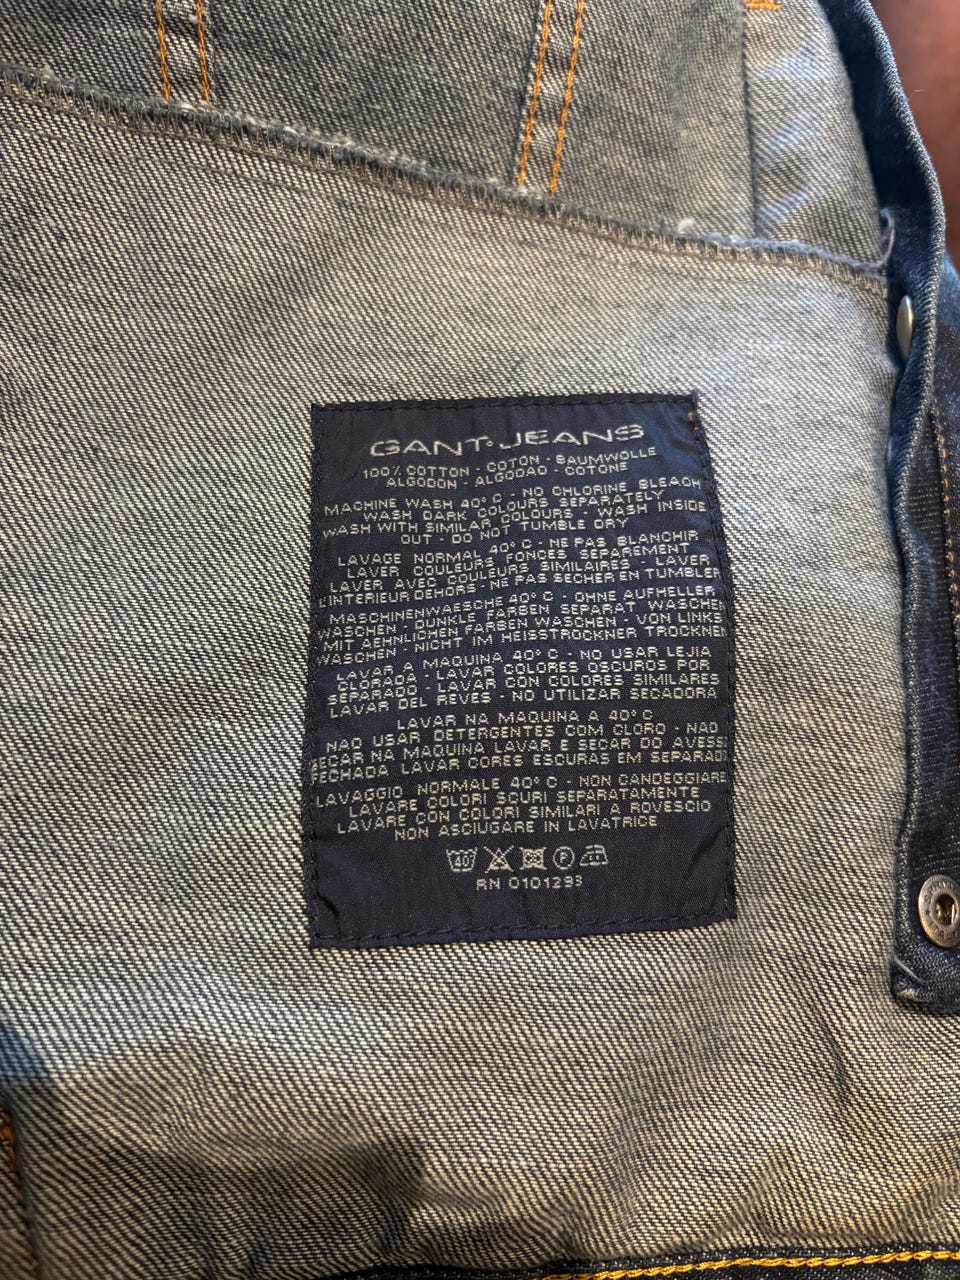 GANT·JEANS
100% COTTON - COTON - BAUMWOLLE
ALGODON - ALGODAO - COTONE
MACHINE WASH 40° C - NO CHLORINE BLEACH
WASH DARK COLOURS SEPARATELY
WASH WITH SIMILAR COLOURS - WASH INSIDE
OUT - DO NOT TUMBLE DRY
LAVAGE NORMAL 40° C - NE PAS BLANCHIR
LAVER COULEURS FONCES SEPAREMENT
LAVER AVEC COULEURS SIMILAIRES - LAVER
L'INTERIEUR DEHORS - NE PAS SECHER EN TUMBLER
MASCHINENWAESCHE 40° C - OHNE AUFHELLER
WASCHEN - DUNKLE FARBEN SEPARAT WASCHEN
MIT AEHNLICHEN FARBEN WASCHEN - VON LINKS
WASCHEN - NICHT IM HEISSTROCKNER TROCKNEN
LAVAR A MAQUINA 40° C - NO USAR LEJIA
CLORADA - LAVAR COLORES OSCUROS POR
SEPARADO - LAVAR CON COLORES SIMILARES
LAVAR DEL REVES - NO UTILIZAR SECADORA
LAVAR NA MAQUINA A 40° C
NAO USAR DETERGENTES COM CLORO - NAO
SECAR NA MAQUINA LAVAR E SECAR DO AVESS
FECHADA LAVAR CORES ESCURAS EM SEPARAD
LAVAGGIO NORMALE 40° C - NON CANDEGGIARE
LAVARE COLORI SCURI SEPARATAMENTE
LAVARE CON COLORI SIMILARI A ROVESCIO
NON ASCIUGARE IN LAVATRICE
40° CL P
RN 0101293